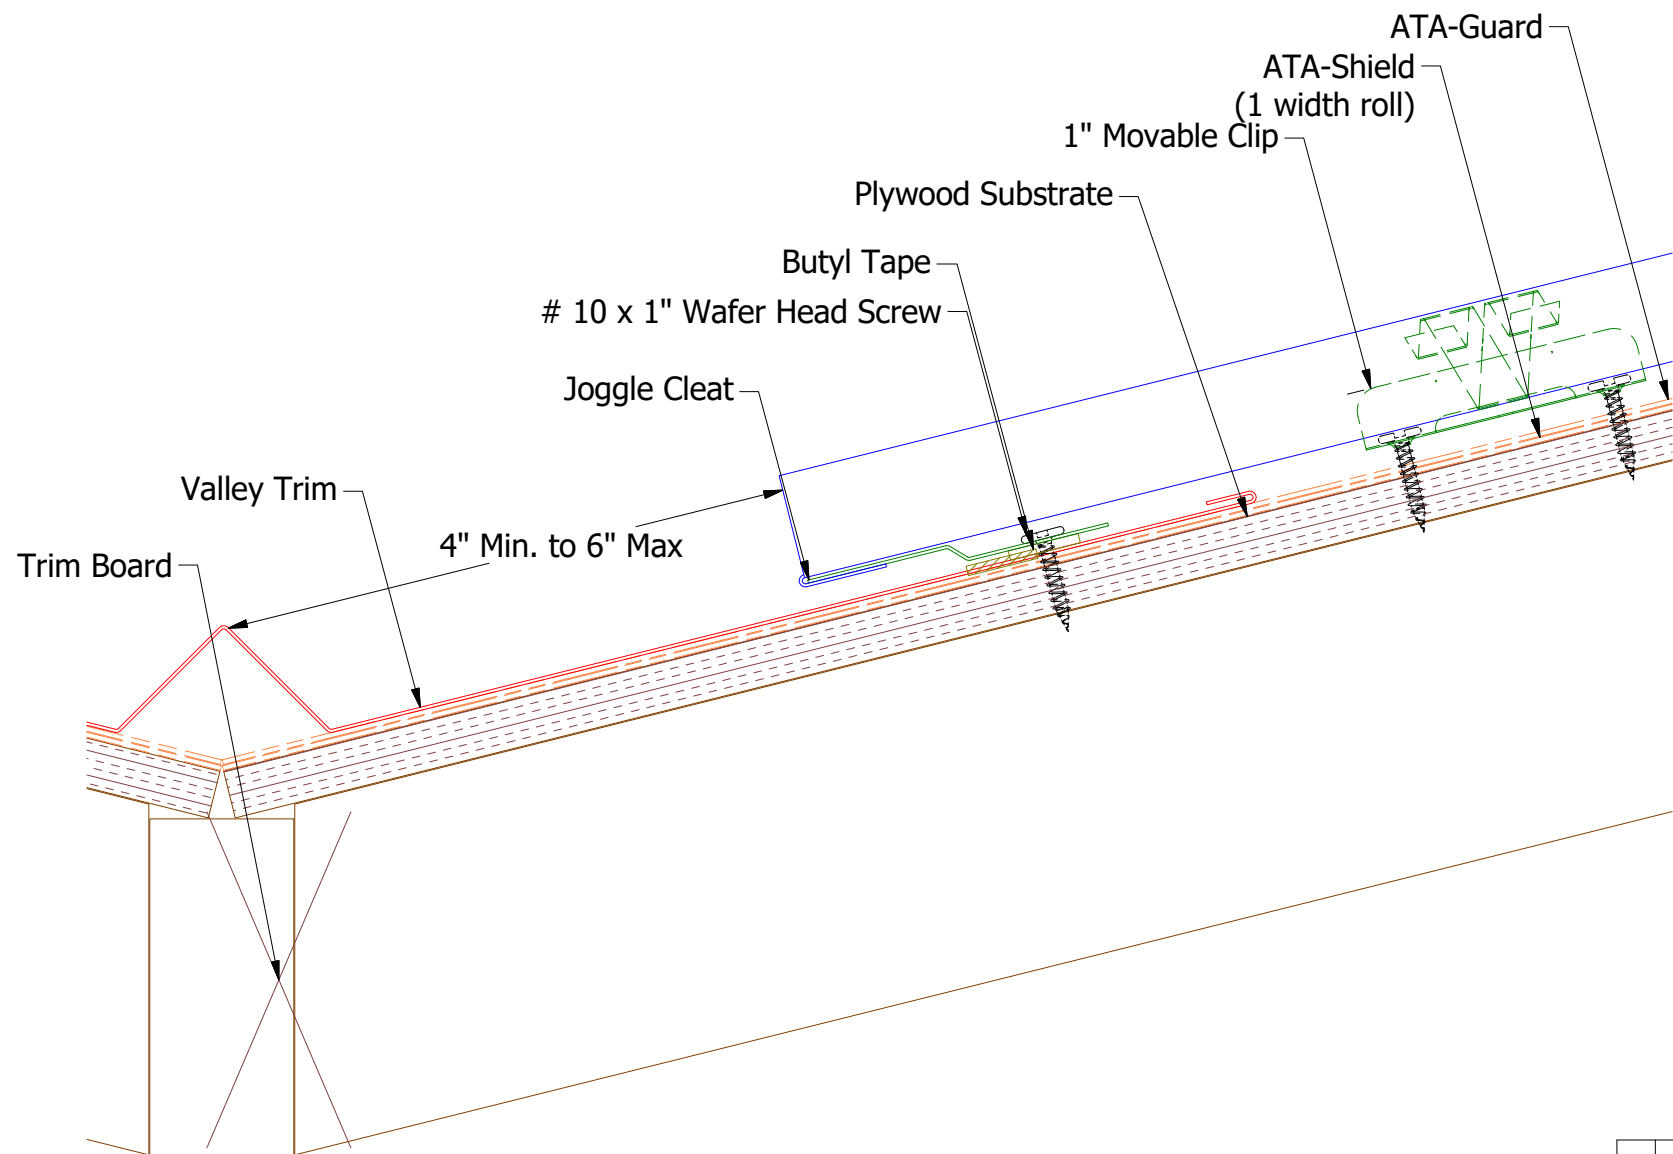 ATA-Guard
ATA-Shield
(1 width roll)
1" Movable Clip
Plywood Substrate
Butyl Tape
# 10 x 1" Wafer Head Screw
Joggle Cleat
Valley Trim
4" Min. to 6" Max
Trim Board